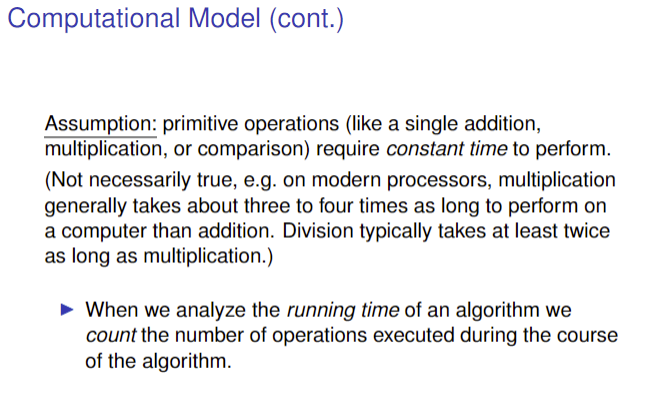 Computational Model (cont.)
Assumption: primitive operations (like a single addition,
multiplication, or comparison) require constant time to perform.
(Not necessarily true, e.g. on modern processors, multiplication
generally takes about three to four times as long to perform on
a computer than addition. Division typically takes at least twice
as long as multiplication.)
▶ When we analyze the running time of an algorithm we
count the number of operations executed during the course
of the algorithm.